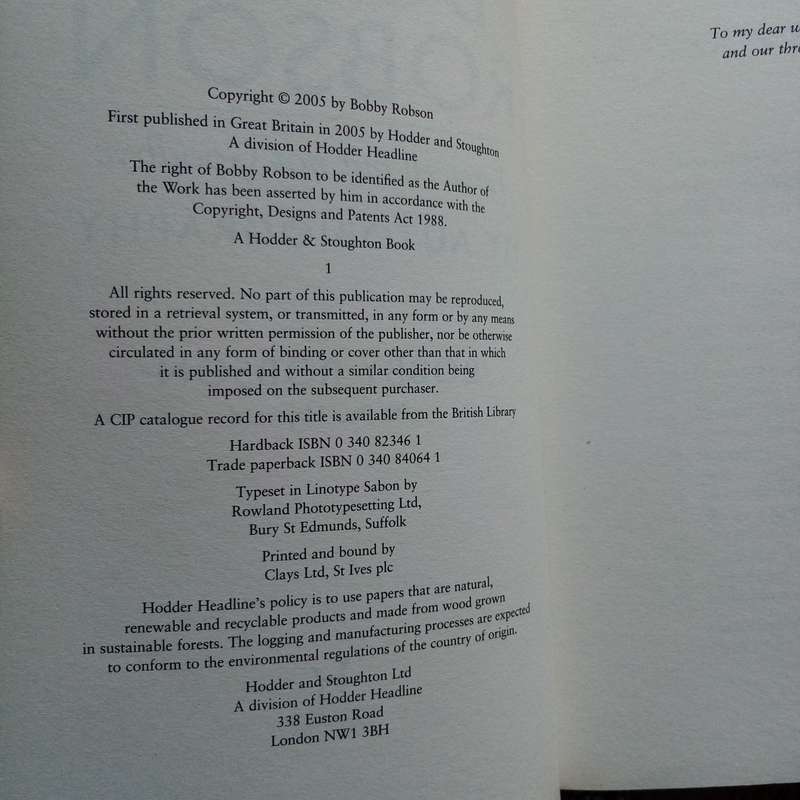 Copyright © 2005 by Bobby Robson
First published in Great Britain in 2005 by Hodder and Stoughton
A division of Hodder Headline
The right of Bobby Robson to be identified as the Author of
the Work has been asserted by him in accordance with the
Copyright, Designs and Patents Act 1988.
A Hodder & Stoughton Book
1
All rights reserved. No part of this publication may be reproduced,
stored in a retrieval system, or transmitted, in any form or by any means
without the prior written permission of the publisher, nor be otherwise
circulated in any form of binding or cover other than that in which
it is published and without a similar condition being
imposed on the subsequent purchaser.
A CIP catalogue record for this title is available from the British Library
Hardback ISBN 0 340 82346 1
Trade paperback ISBN 0 340 84064 1
Typeset in Linotype Sabon by
Rowland Phototypesetting Ltd,
Bury St Edmunds, Suffolk
Printed and bound by
Clays Ltd, St Ives plc
Hodder Headline's policy is to use papers that are natural,
renewable and recyclable products and made from wood grown
in sustainable forests. The logging and manufacturing processes are expected
to conform to the environmental regulations of the country of origin.
Hodder and Stoughton Ltd
A division of Hodder Headline
338 Euston Road
London NW1 3BH
To my dear
and our